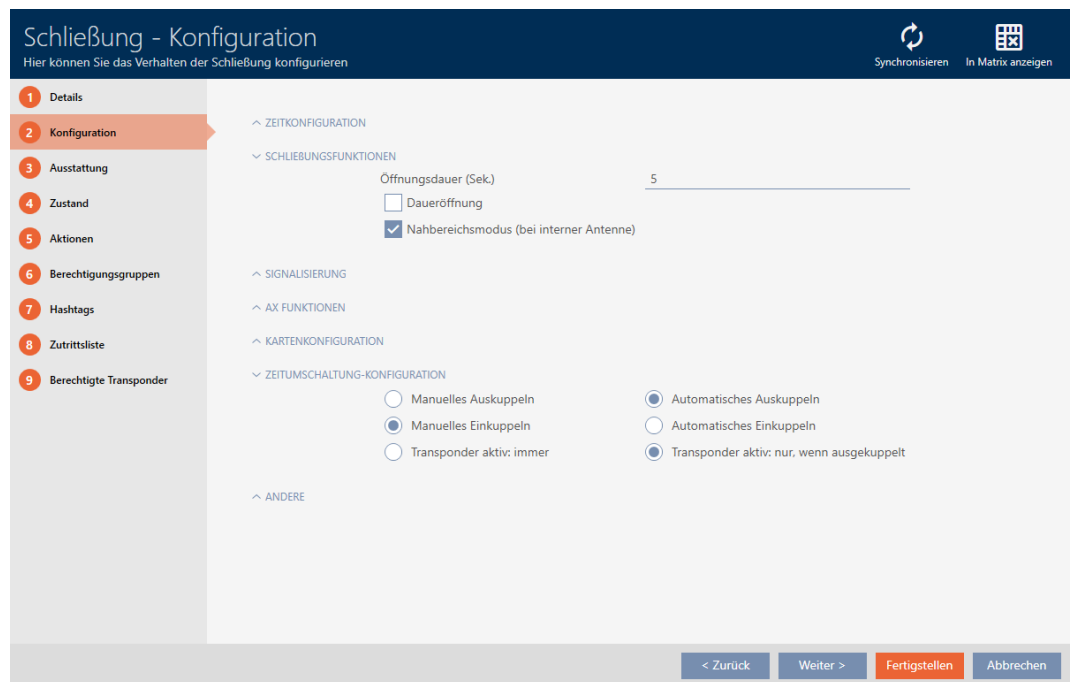 Schließung - Konfiguration
Hier können Sie das Verhalten der Schließung konfigurieren
Synchronisieren
In Matrix anzeigen
1 Details
2 Konfiguration
3 Ausstattung
4 Zustand
5 Aktionen
6 Berechtigungsgruppen
7 Hashtags
8 Zutrittsliste
9 Berechtigte Transponder
ZEITKONFIGURATION
SCHLIEßUNGSFUNKTIONEN
Öffnungsdauer (Sek.) 5
Daueröffnung
Nahbereichsmodus (bei interner Antenne)
SIGNALISIERUNG
AX FUNKTIONEN
KARTENKONFIGURATION
ZEITUMSCHALTUNG-KONFIGURATION
Manuelles Auskuppeln Automatisches Auskuppeln
Manuelles Einkuppeln Automatisches Einkuppeln
Transponder aktiv: immer Transponder aktiv: nur, wenn ausgekuppelt
ANDERE
< Zurück Weiter > Fertigstellen Abbrechen